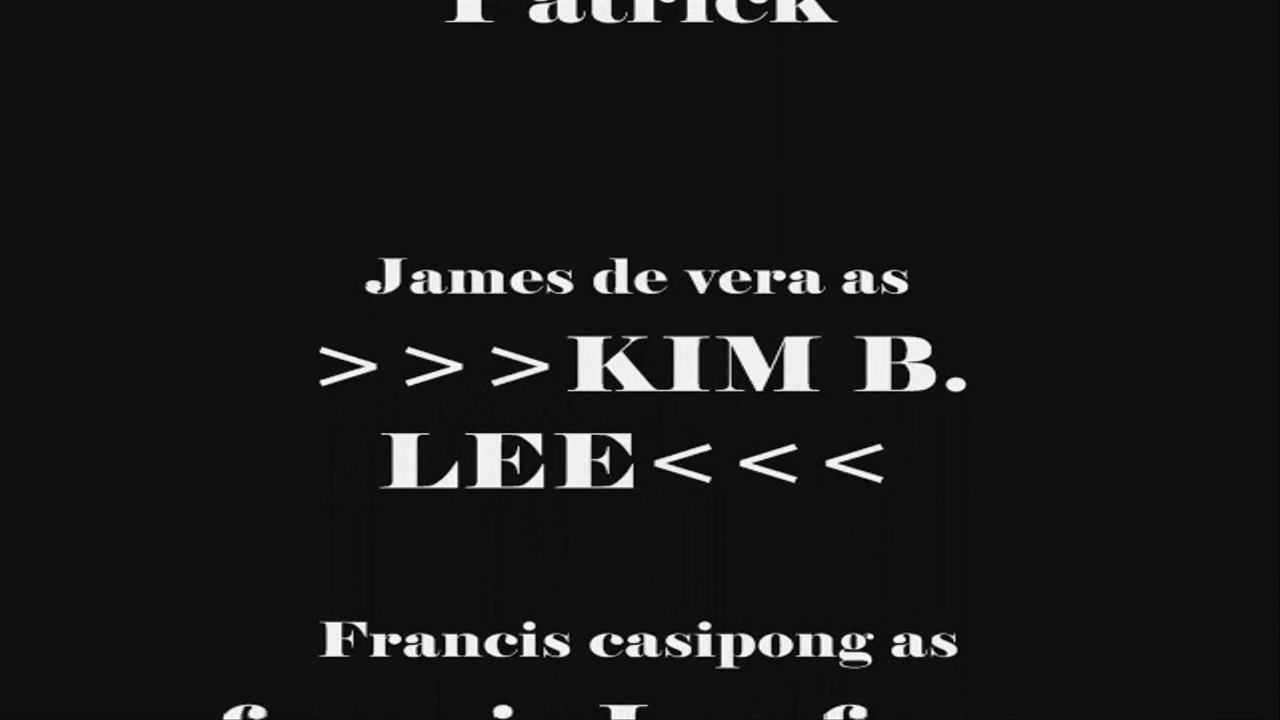 Patrick
James de vera as
>>>KIM B.
LEE<<<
Francis casipong as